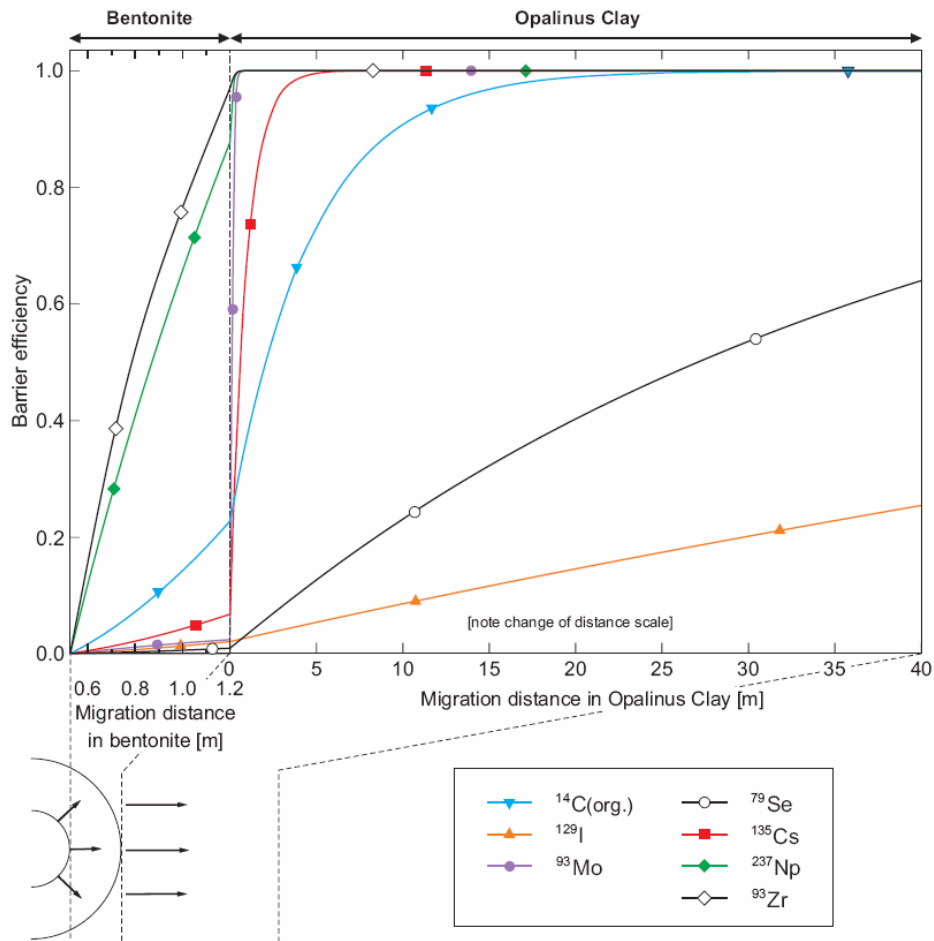 Bentonite Opalinus Clay
1.0
0.8
0.6
0.4
0.2
0.0
Barrier efficiency
[note change of distance scale]
0.6 0.8 1.0 1.2 0 5 10 15 20 25 30 35 40
Migration distance
in bentonite [m]
Migration distance in Opalinus Clay [m]
¹⁴C(org.) ⁷⁹Se
¹²⁹I ¹³⁵Cs
⁹³Mo ²³⁷Np
⁹³Zr